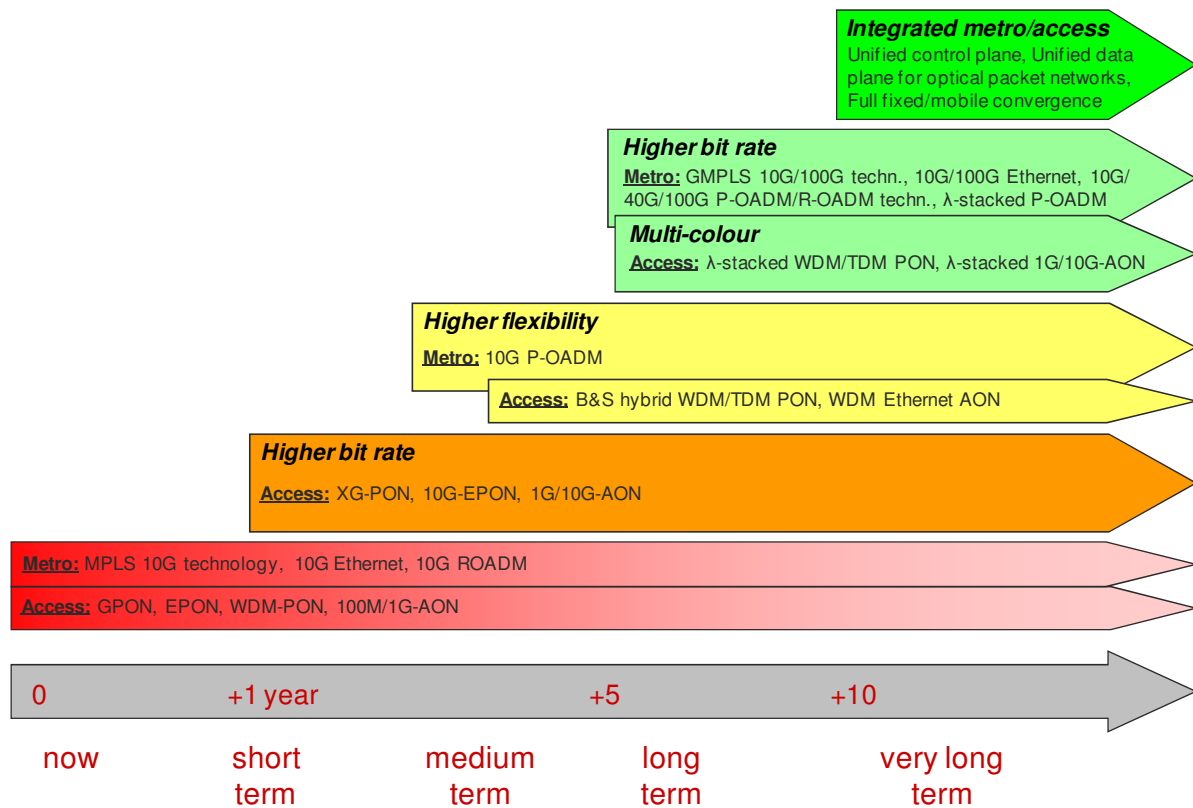 Integrated metro/access
Unified control plane, Unified data
plane for optical packet networks,
Full fixed/mobile convergence
Higher bit rate
Metro: GMPLS 10G/100G techn., 10G/100G Ethernet, 10G/
40G/100G P-OADM/R-OADM techn., λ-stacked P-OADM
Multi-colour
Access: λ-stacked WDM/TDM PON, λ-stacked 1G/10G-AON
Higher flexibility
Metro: 10G P-OADM
Access: B&S hybrid WDM/TDM PON, WDM Ethernet AON
Higher bit rate
Access: XG-PON, 10G-EPON, 1G/10G-AON
Metro: MPLS 10G technology, 10G Ethernet, 10G ROADM
Access: GPON, EPON, WDM-PON, 100M/1G-AON
0 +1 year +5 +10
now short medium long very long
term term term term